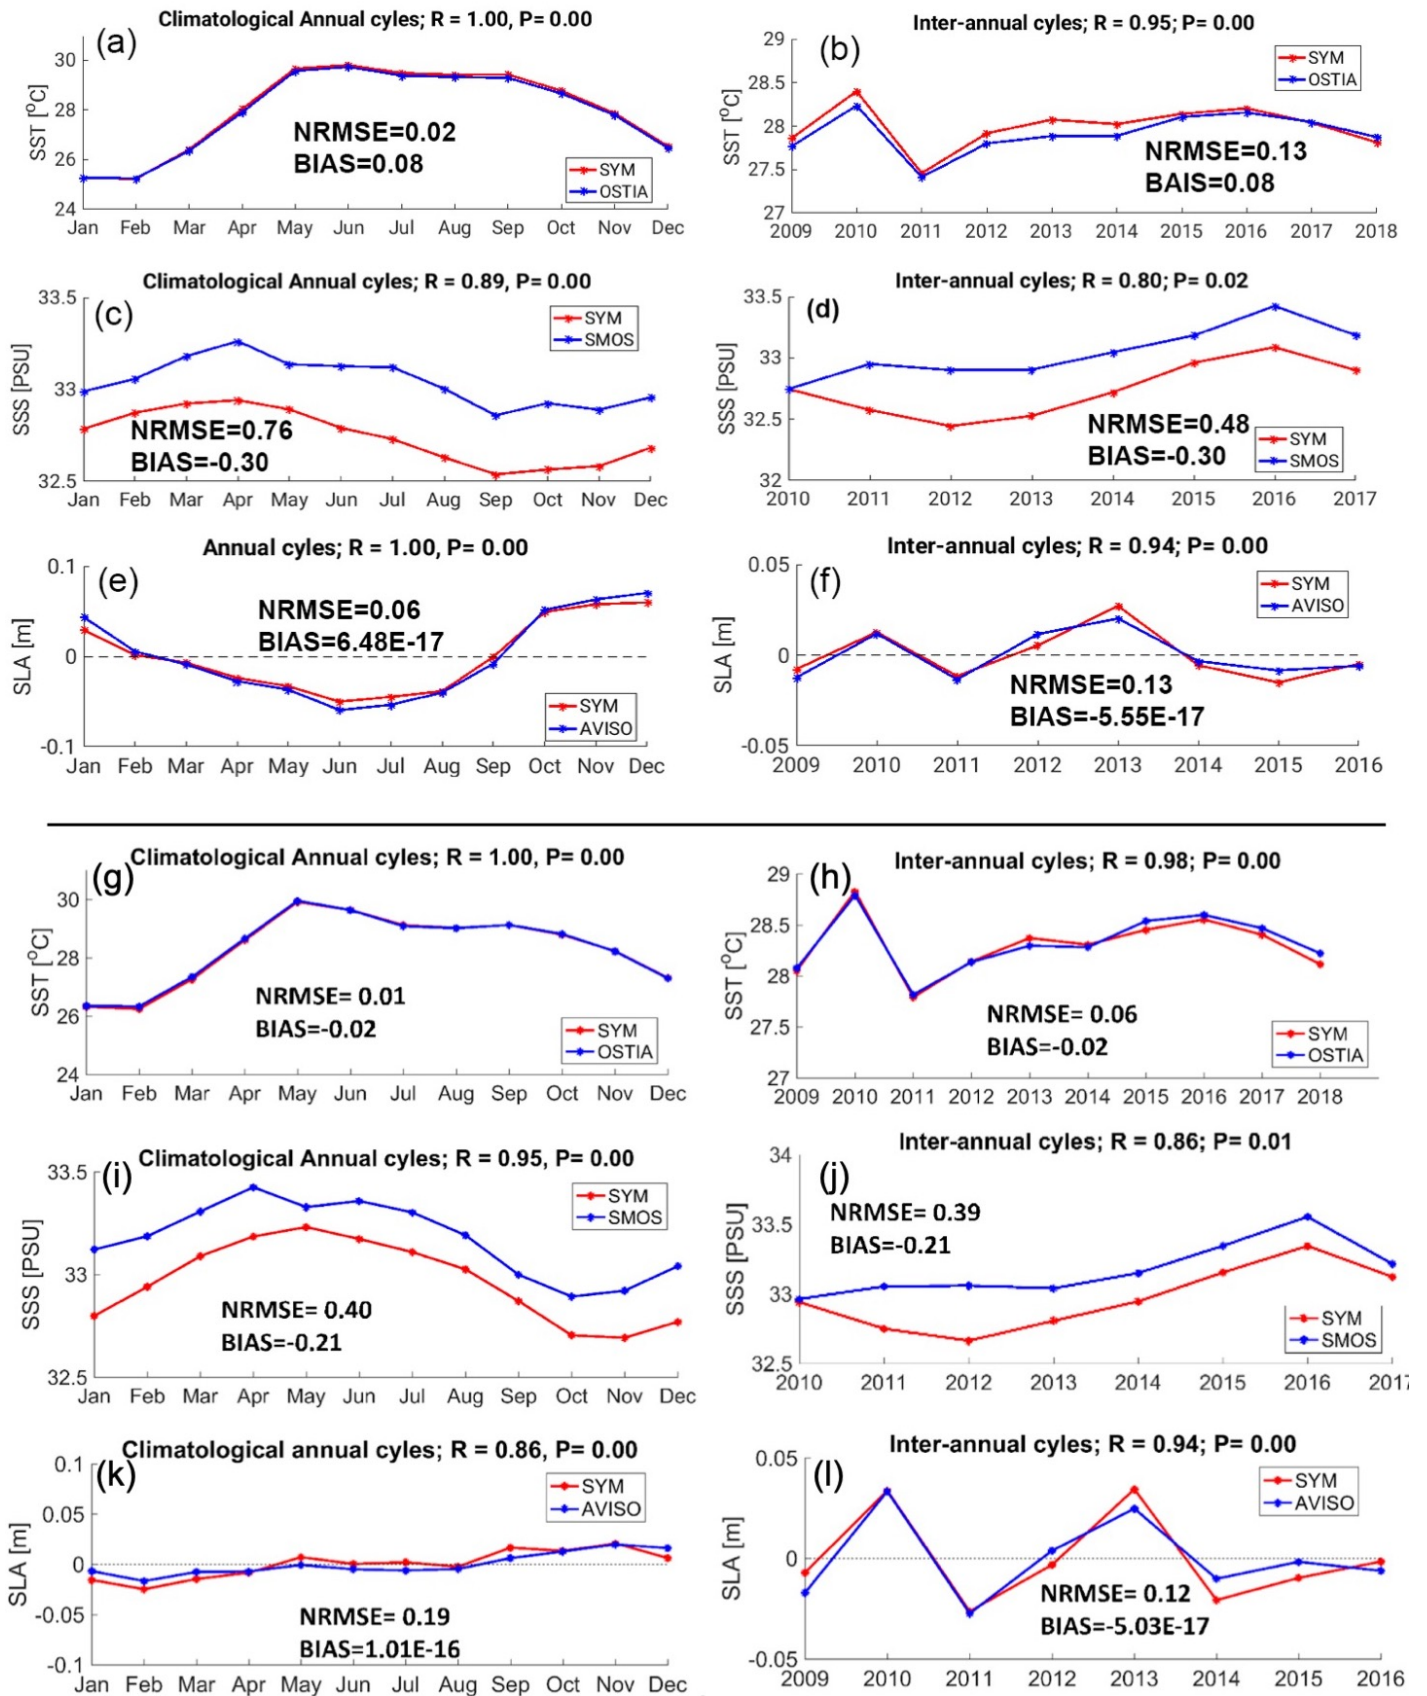 Climatological Annual cyles; R = 1.00, P= 0.00
(a)
30
28
26
24
SST [°C]
NRMSE=0.02
BIAS=0.08
SYM
OSTIA
Jan Feb Mar Apr May Jun Jul Aug Sep Oct Nov Dec
Inter-annual cyles; R = 0.95; P= 0.00
(b)
29
28.5
28
27.5
27
SST [°C]
SYM
OSTIA
NRMSE=0.13
BAIS=0.08
2009 2010 2011 2012 2013 2014 2015 2016 2017 2018
Climatological Annual cyles; R = 0.89, P= 0.00
(c)
33.5
33
32.5
SSS [PSU]
SYM
SMOS
NRMSE=0.76
BIAS=-0.30
Jan Feb Mar Apr May Jun Jul Aug Sep Oct Nov Dec
Inter-annual cyles; R = 0.80; P= 0.02
(d)
33.5
33
32.5
32
SSS [PSU]
NRMSE=0.48
BIAS=-0.30
SYM
SMOS
2010 2011 2012 2013 2014 2015 2016 2017
Annual cyles; R = 1.00, P= 0.00
(e)
0.1
0
-0.1
SLA [m]
NRMSE=0.06
BIAS=6.48E-17
SYM
AVISO
Jan Feb Mar Apr May Jun Jul Aug Sep Oct Nov Dec
Inter-annual cyles; R = 0.94; P= 0.00
(f)
0.05
0
-0.05
SLA [m]
SYM
AVISO
NRMSE=0.13
BIAS=-5.55E-17
2009 2010 2011 2012 2013 2014 2015 2016
Climatological Annual cyles; R = 1.00, P= 0.00
(g)
30
28
26
24
SST [°C]
NRMSE= 0.01
BIAS=-0.02
SYM
OSTIA
Jan Feb Mar Apr May Jun Jul Aug Sep Oct Nov Dec
Inter-annual cyles; R = 0.98; P= 0.00
(h)
29
28.5
28
27.5
27
SST [°C]
NRMSE= 0.06
BIAS=-0.02
SYM
OSTIA
2009 2010 2011 2012 2013 2014 2015 2016 2017 2018
Climatological Annual cyles; R = 0.95, P= 0.00
(i)
33.5
33
32.5
SSS [PSU]
SYM
SMOS
NRMSE= 0.40
BIAS=-0.21
Jan Feb Mar Apr May Jun Jul Aug Sep Oct Nov Dec
Inter-annual cyles; R = 0.86; P= 0.01
(j)
34
33.5
33
32.5
SSS [PSU]
NRMSE= 0.39
BIAS=-0.21
SYM
SMOS
2010 2011 2012 2013 2014 2015 2016 2017
Climatological annual cyles; R = 0.86, P= 0.00
(k)
0.1
0.05
0
-0.05
-0.1
SLA [m]
SYM
AVISO
NRMSE= 0.19
BIAS=1.01E-16
Jan Feb Mar Apr May Jun Jul Aug Sep Oct Nov Dec
Inter-annual cyles; R = 0.94; P= 0.00
(l)
0.05
0
-0.05
SLA [m]
SYM
AVISO
NRMSE= 0.12
BIAS=-5.03E-17
2009 2010 2011 2012 2013 2014 2015 2016